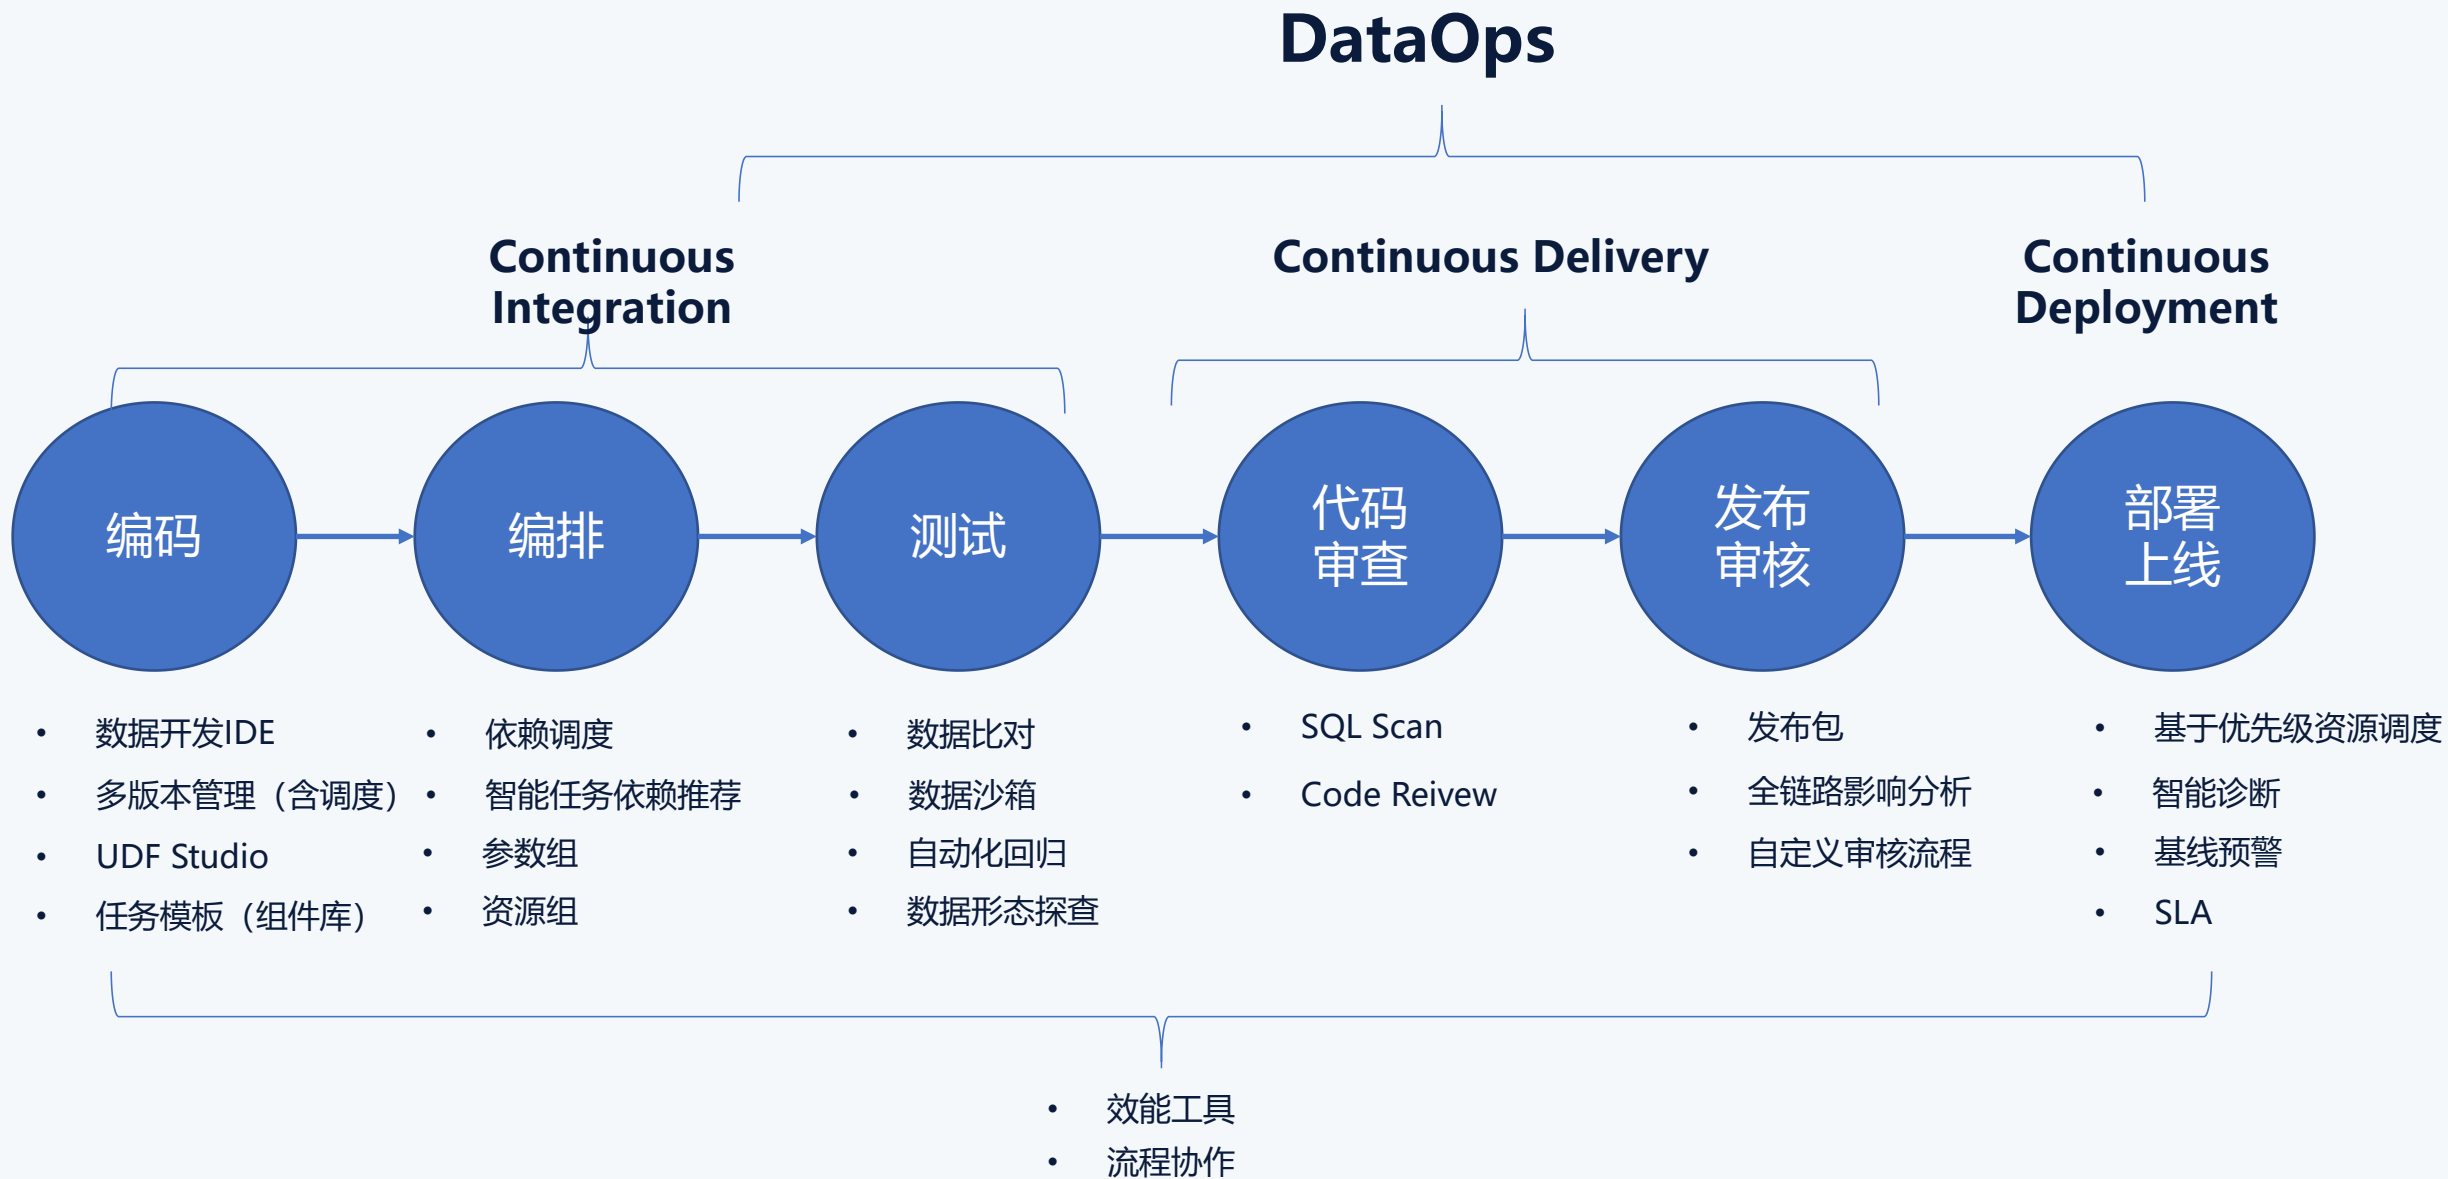 DataOps
Continuous
Integration
Continuous Delivery
Continuous
Deployment
编码
编排
测试
代码
审查
发布
审核
部署
上线
• 数据开发IDE
• 多版本管理（含调度）
• UDF Studio
• 任务模板（组件库）
• 依赖调度
• 智能任务依赖推荐
• 参数组
• 资源组
• 数据比对
• 数据沙箱
• 自动化回归
• 数据形态探查
• SQL Scan
• Code Reivew
• 发布包
• 全链路影响分析
• 自定义审核流程
• 基于优先级资源调度
• 智能诊断
• 基线预警
• SLA
• 效能工具
• 流程协作